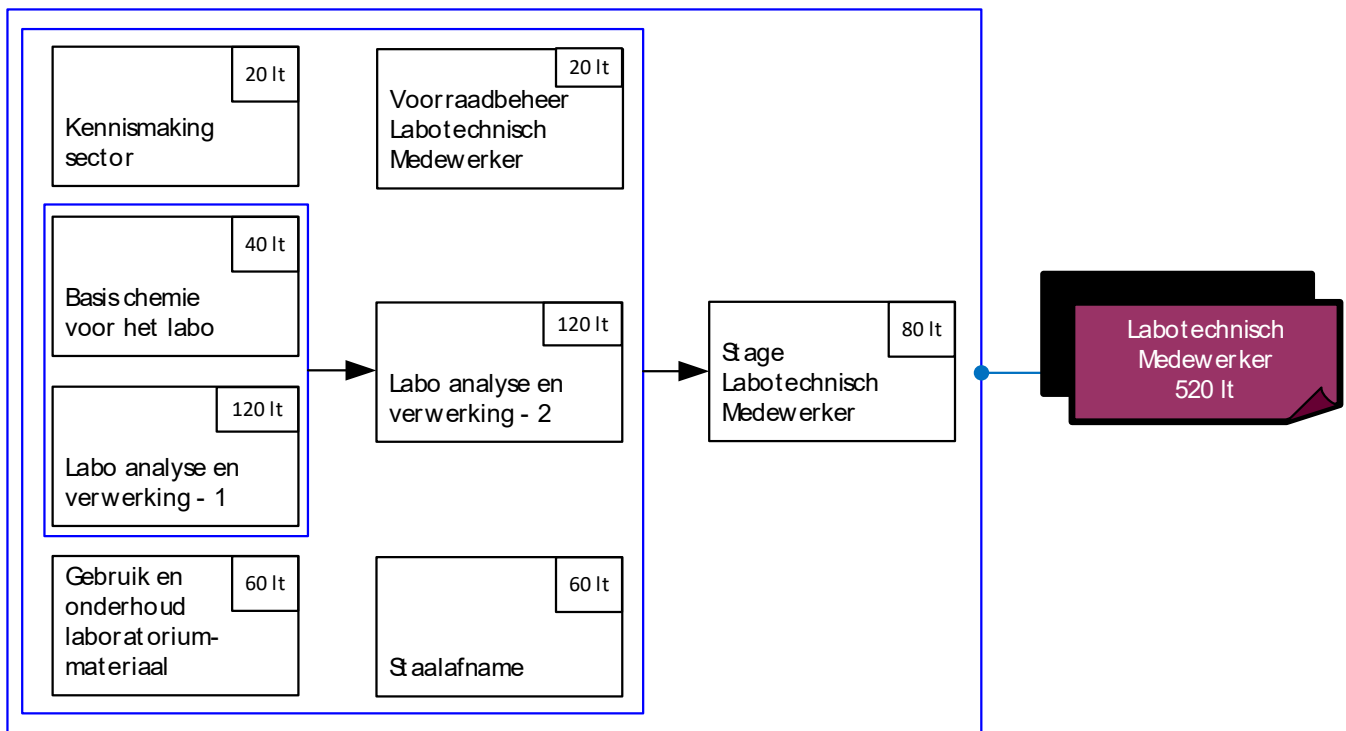 20 lt
Kennismaking
sector
20 lt
Voorraadbeheer
Labotechnisch
Medewerker
40 lt
Basischemie
voor het labo
120 lt
Labo analyse en
verwerking - 1
120 lt
Labo analyse en
verwerking - 2
80 lt
Stage
Labotechnisch
Medewerker
Labotechnisch
Medewerker
520 lt
60 lt
Gebruik en
onderhoud
laboratorium-
materiaal
60 lt
Staalafname